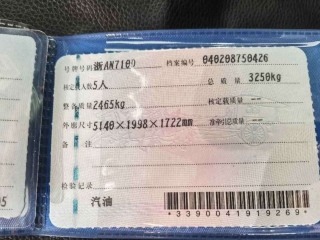 号牌号码 浙AN710 档案编号 040208750426
核定载人数 5人 总质量 3250kg
整备质量 2465kg 核定载质量 --
外廓尺寸 5140×1998×1722mm 准牵引总质量 --
备注
检验记录
汽油
*3390041919269*
05